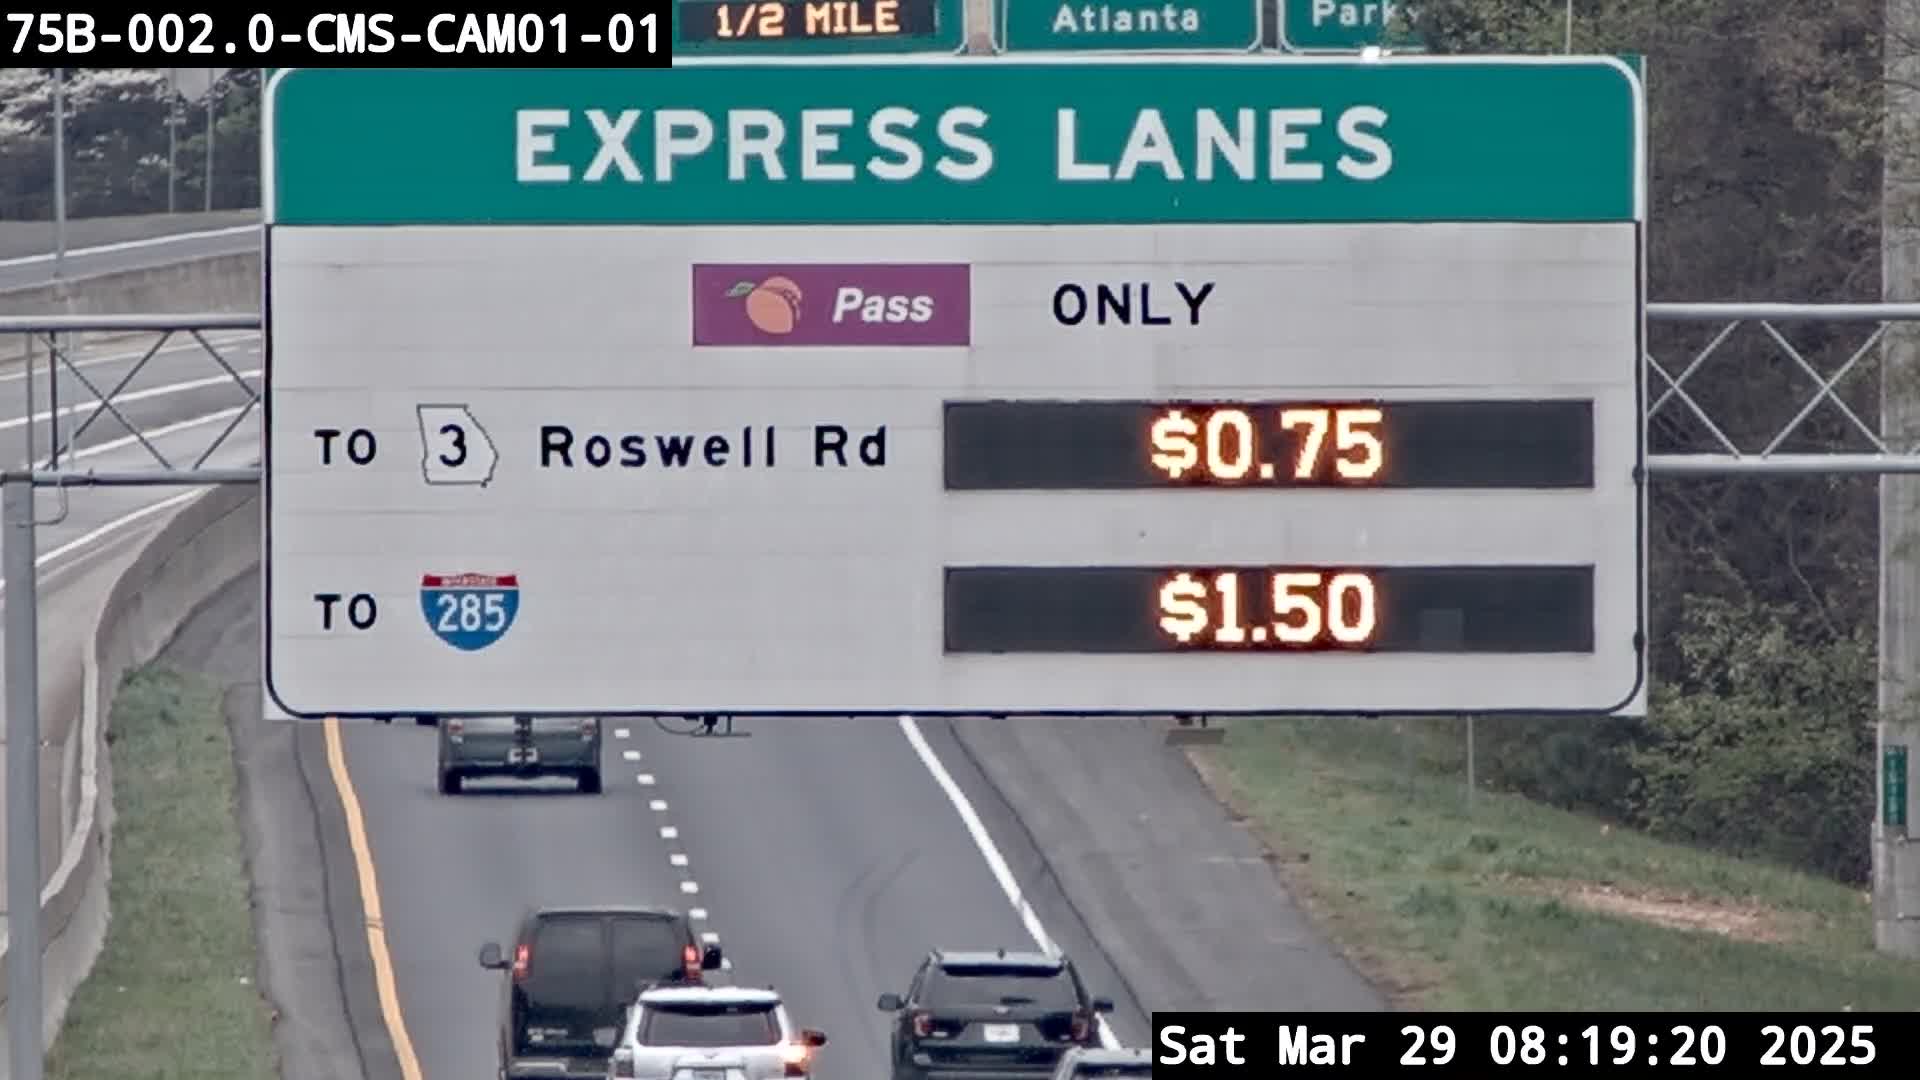 75B-002.0-CMS-CAM01-01
1/2 MILE
Atlanta
EXPRESS LANES
Pass ONLY
TO 3 Roswell Rd $0.75
TO INTERSTATE 285 $1.50
Sat Mar 29 08:19:20 2025